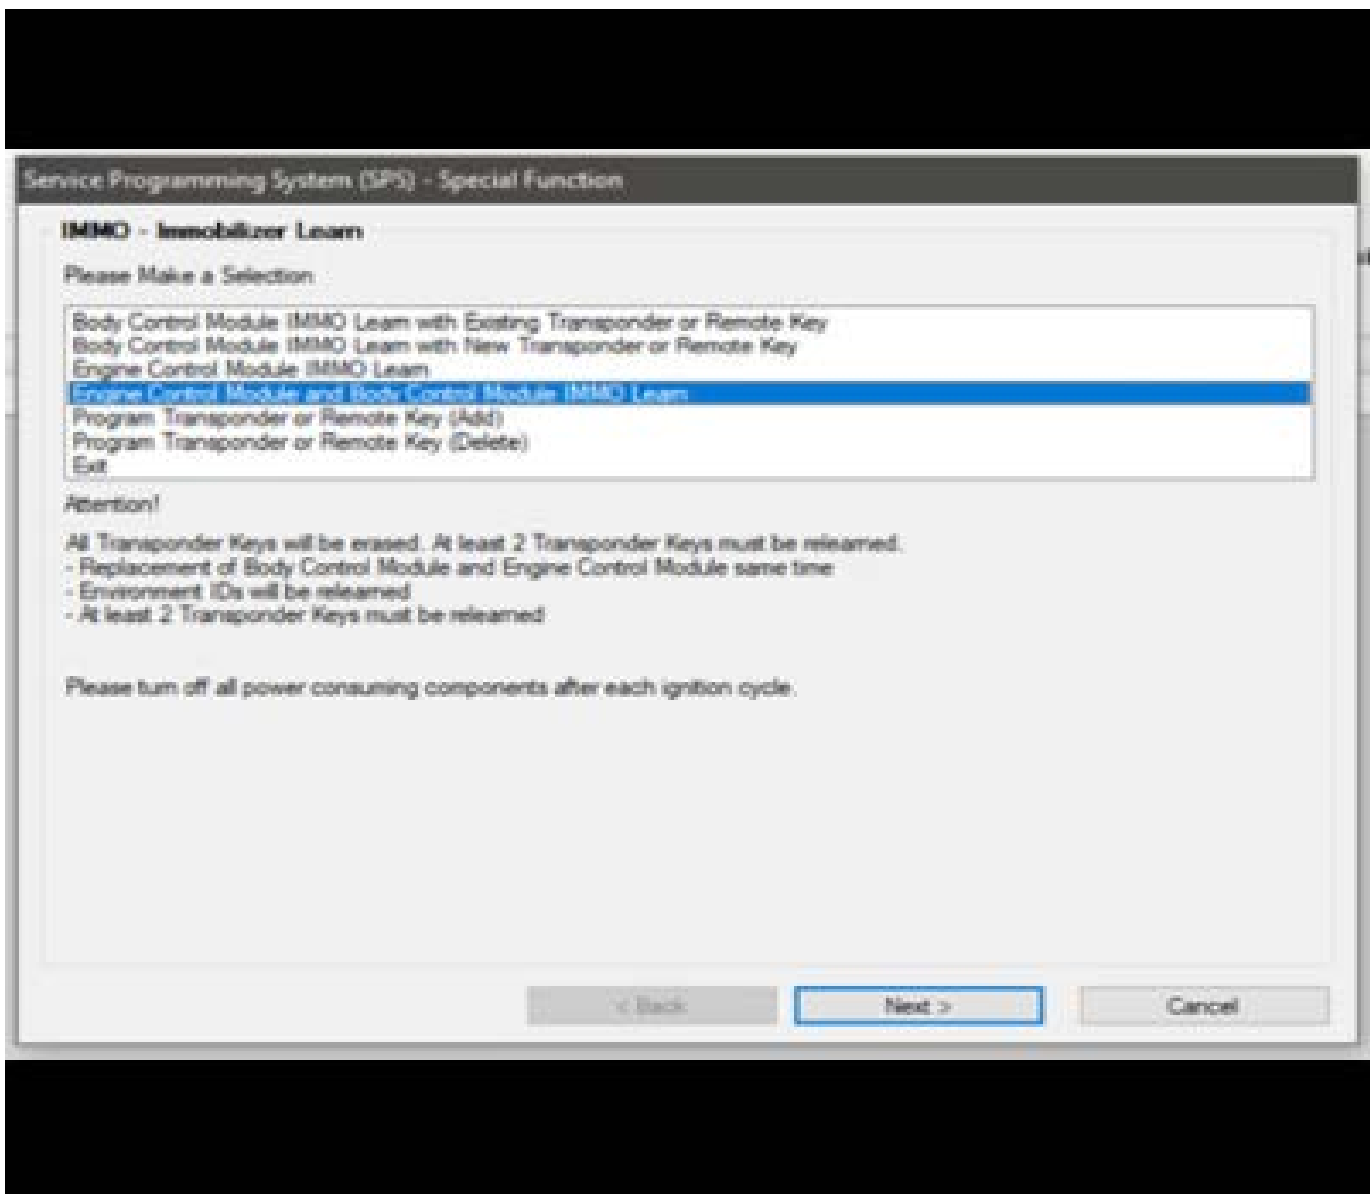 Service Programming System (SPS) - Special Function
IMMO - Immobilizer Learn
Please Make a Selection
Body Control Module IMMO Learn with Existing Transponder or Remote Key
Body Control Module IMMO Learn with New Transponder or Remote Key
Engine Control Module IMMO Learn
Engine Control Module and Body Control Module IMMO Learn
Program Transponder or Remote Key (Add)
Program Transponder or Remote Key (Delete)
Exit
Attention!
All Transponder Keys will be erased. At least 2 Transponder Keys must be relearned.
- Replacement of Body Control Module and Engine Control Module same time
- Environment IDs will be relearned
- At least 2 Transponder Keys must be relearned
Please turn off all power consuming components after each ignition cycle.
< Back
Next >
Cancel